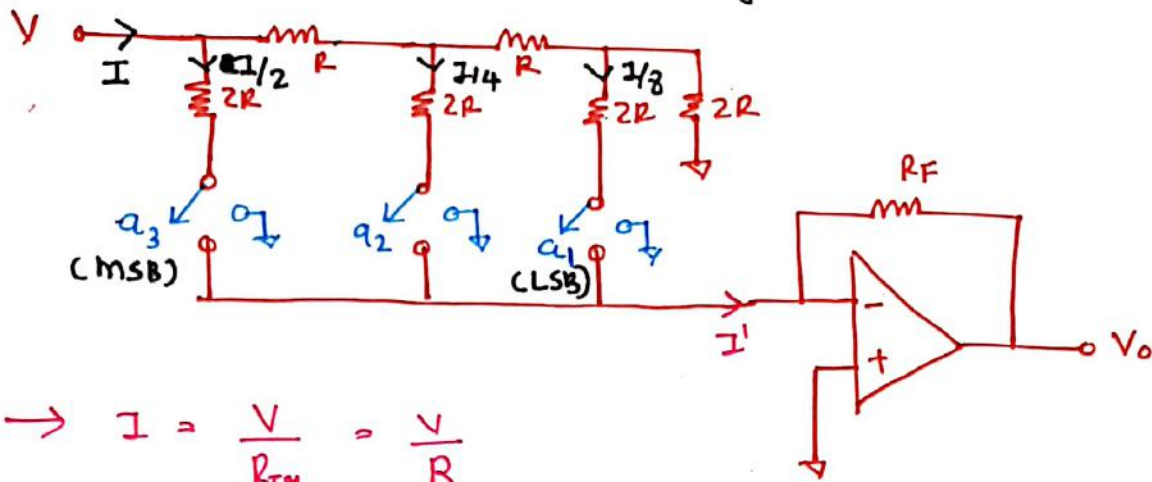 V
I
I/2
R
I/4
R
I/8
2R
2R
2R
2R
RF
a3
a2
a1
(MSB)
(LSB)
I'
-
+
Vo
→ I = V/R = V/R